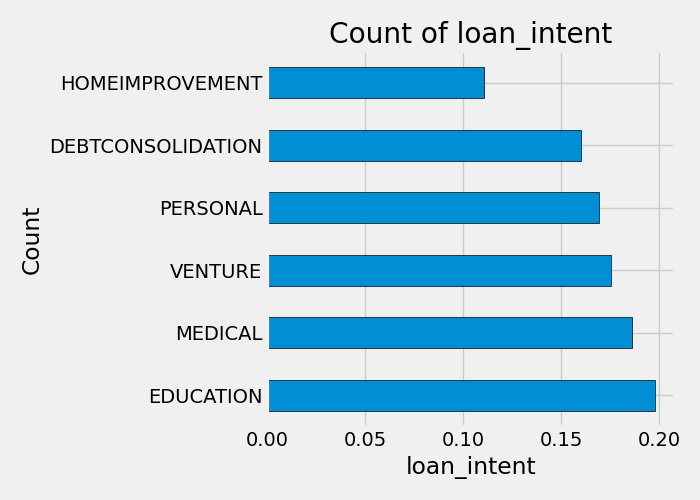 Count of loan_intent
HOMEIMPROVEMENT
DEBTCONSOLIDATION
PERSONAL
VENTURE
MEDICAL
EDUCATION
Count
0.00 0.05 0.10 0.15 0.20
loan_intent